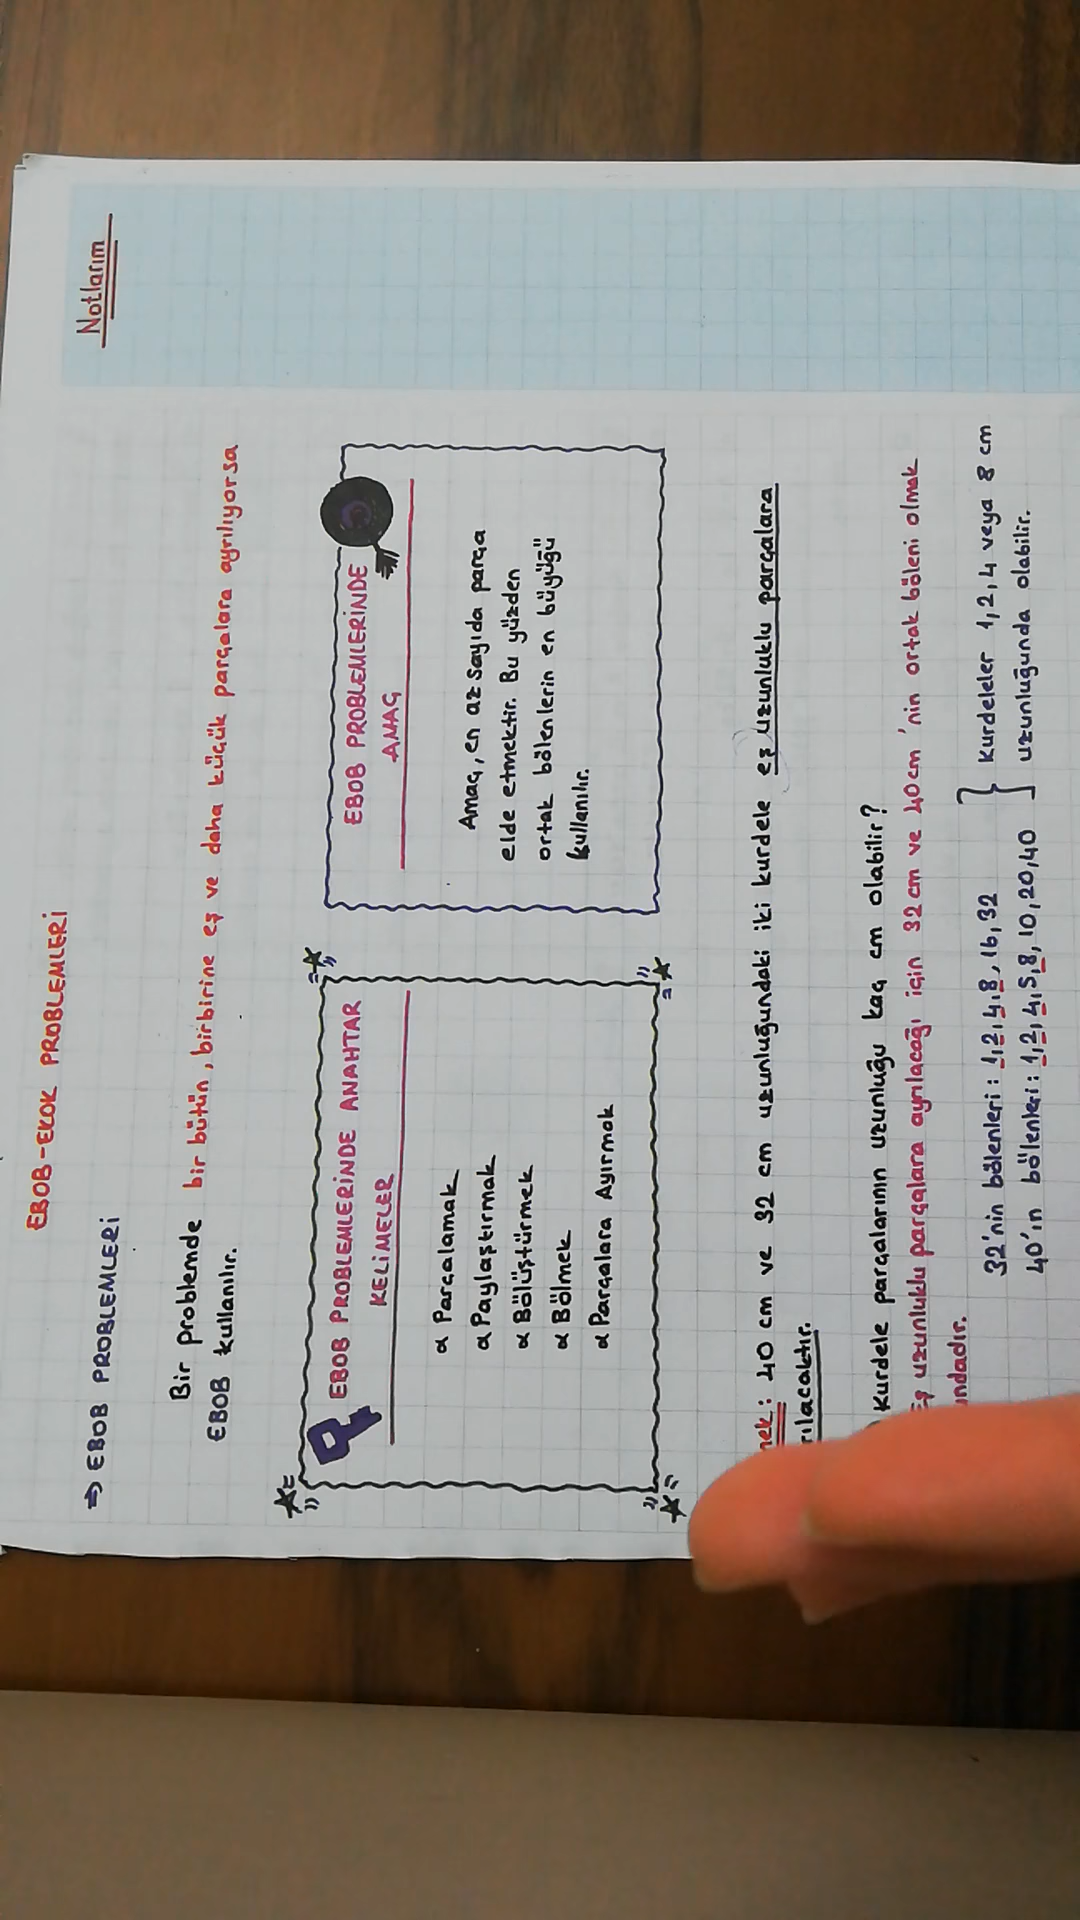 Notlarım
EBOB-EKOK PROBLEMLERİ
⇒ EBOB PROBLEMLERİ
Bir problemde bir bütün, birbirine eş ve daha küçük parçalara ayrılıyorsa
EBOB kullanılır.
EBOB PROBLEMLERİNDE ANAHTAR
KELİMELER
α Parçalamak
α Paylaştırmak
α Bölüştürmek
α Bölmek
α Parçalara Ayırmak
EBOB PROBLEMLERİNDE
AMAÇ
Amaç, en az sayıda parça
elde etmektir. Bu yüzden
ortak bölenlerin en büyüğü
kullanılır.
nek: 40 cm ve 32 cm uzunluğundaki iki kurdele eş uzunluklu parçalara
rılacaktır.
kurdele parçalarının uzunluğu kaç cm olabilir?
Eş uzunluklu parçalara ayrılacağı için 32 cm ve 40cm 'nin ortak böleni olmak
undadır.
32'nin bölenleri: 1,2,4,8,16,32
40'ın bölenleri: 1,2,4,5,8,10,20,40
Kurdeleler 1,2,4 veya 8 cm
uzunluğunda olabilir.